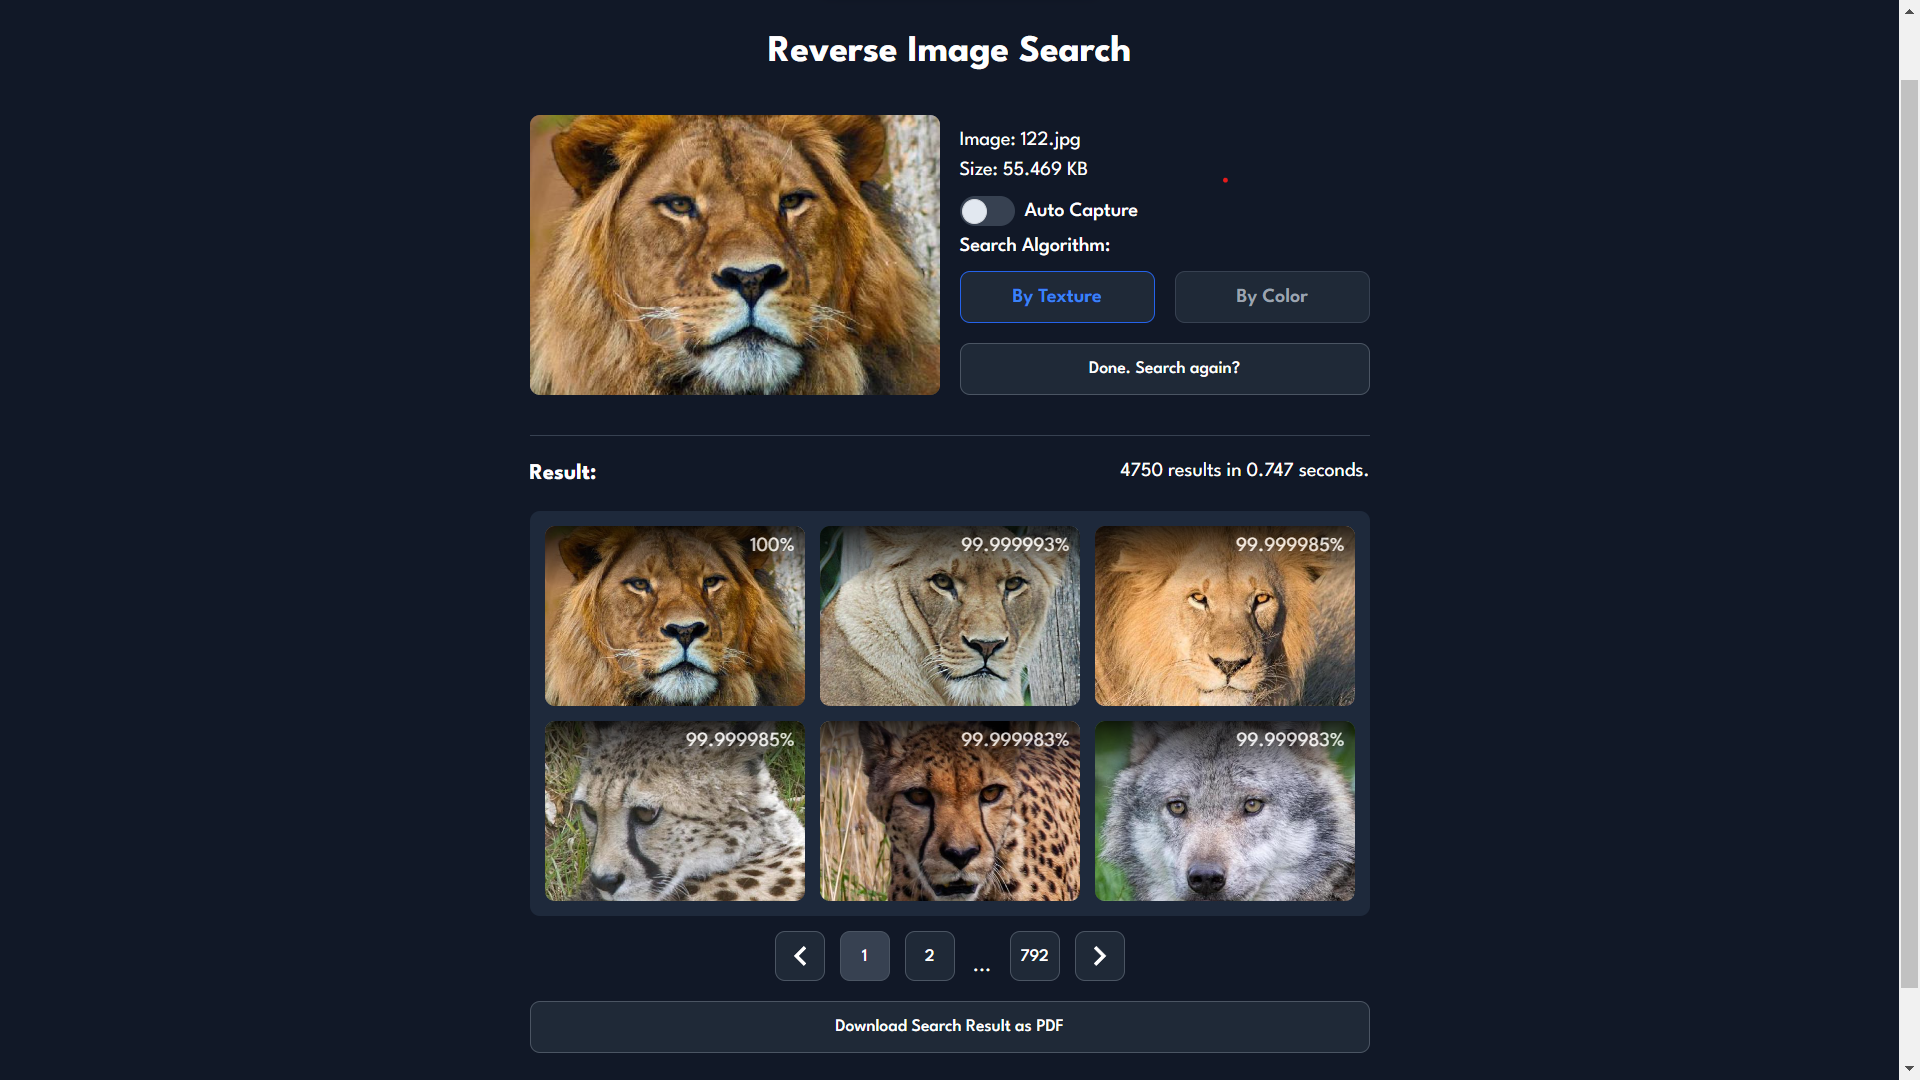 Reverse Image Search
Image: 122.jpg
Size: 55.469 KB
Auto Capture
Search Algorithm:
By Texture
By Color
Done. Search again?
Result:
4750 results in 0.747 seconds.
100%
99.999993%
99.999985%
99.999985%
99.999983%
99.999983%
1
2
...
792
Download Search Result as PDF